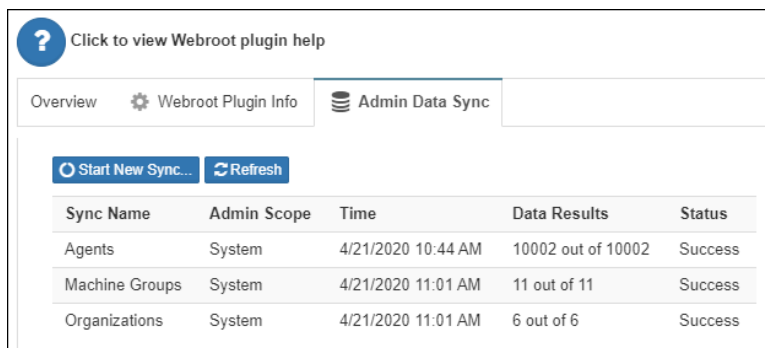 ?
Click to view Webroot plugin help
Overview Webroot Plugin Info Admin Data Sync
Start New Sync... Refresh
Sync Name Admin Scope Time Data Results Status
Agents System 4/21/2020 10:44 AM 10002 out of 10002 Success
Machine Groups System 4/21/2020 11:01 AM 11 out of 11 Success
Organizations System 4/21/2020 11:01 AM 6 out of 6 Success